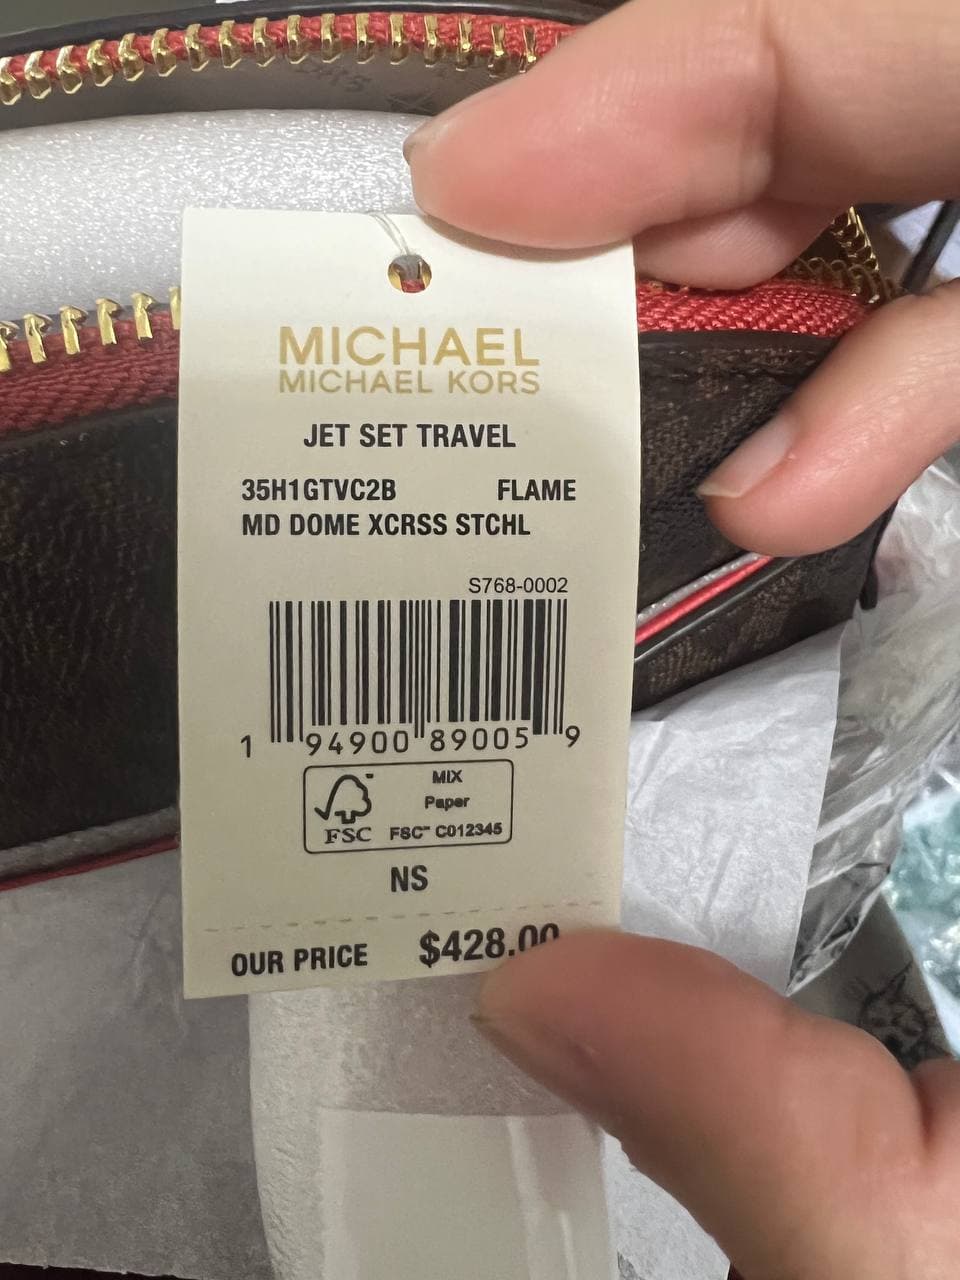 MICHAEL
MICHAEL KORS
JET SET TRAVEL
35H1GTVC2B FLAME
MD DOME XCRSS STCHL
S768-0002
1 94900 89005 9
MIX
Paper
FSC™ C012345
FSC
NS
OUR PRICE $428.00